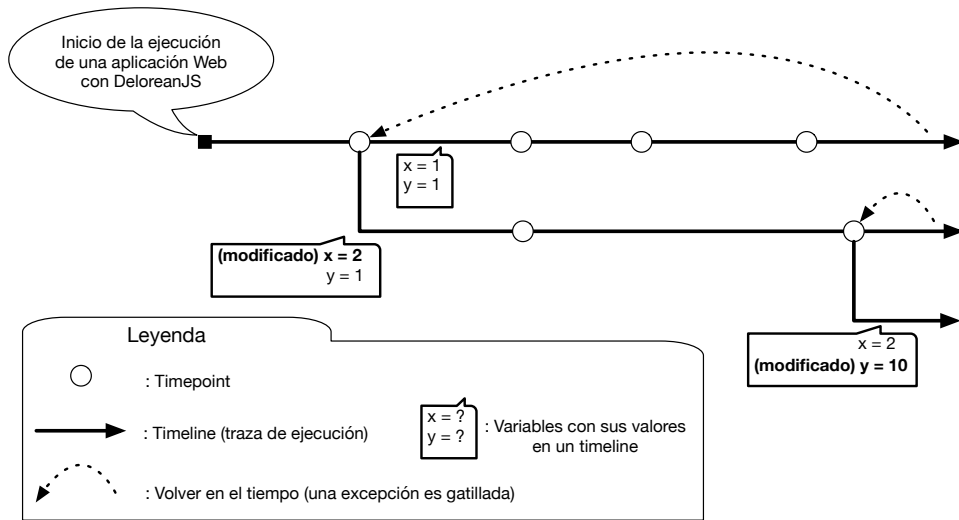 Inicio de la ejecución
de una aplicación Web
con DeloreanJS
x = 1
y = 1
(modificado) x = 2
y = 1
x = 2
(modificado) y = 10
Leyenda
: Timepoint
: Timeline (traza de ejecución)
x = ?
y = ?
: Variables con sus valores
en un timeline
: Volver en el tiempo (una excepción es gatillada)